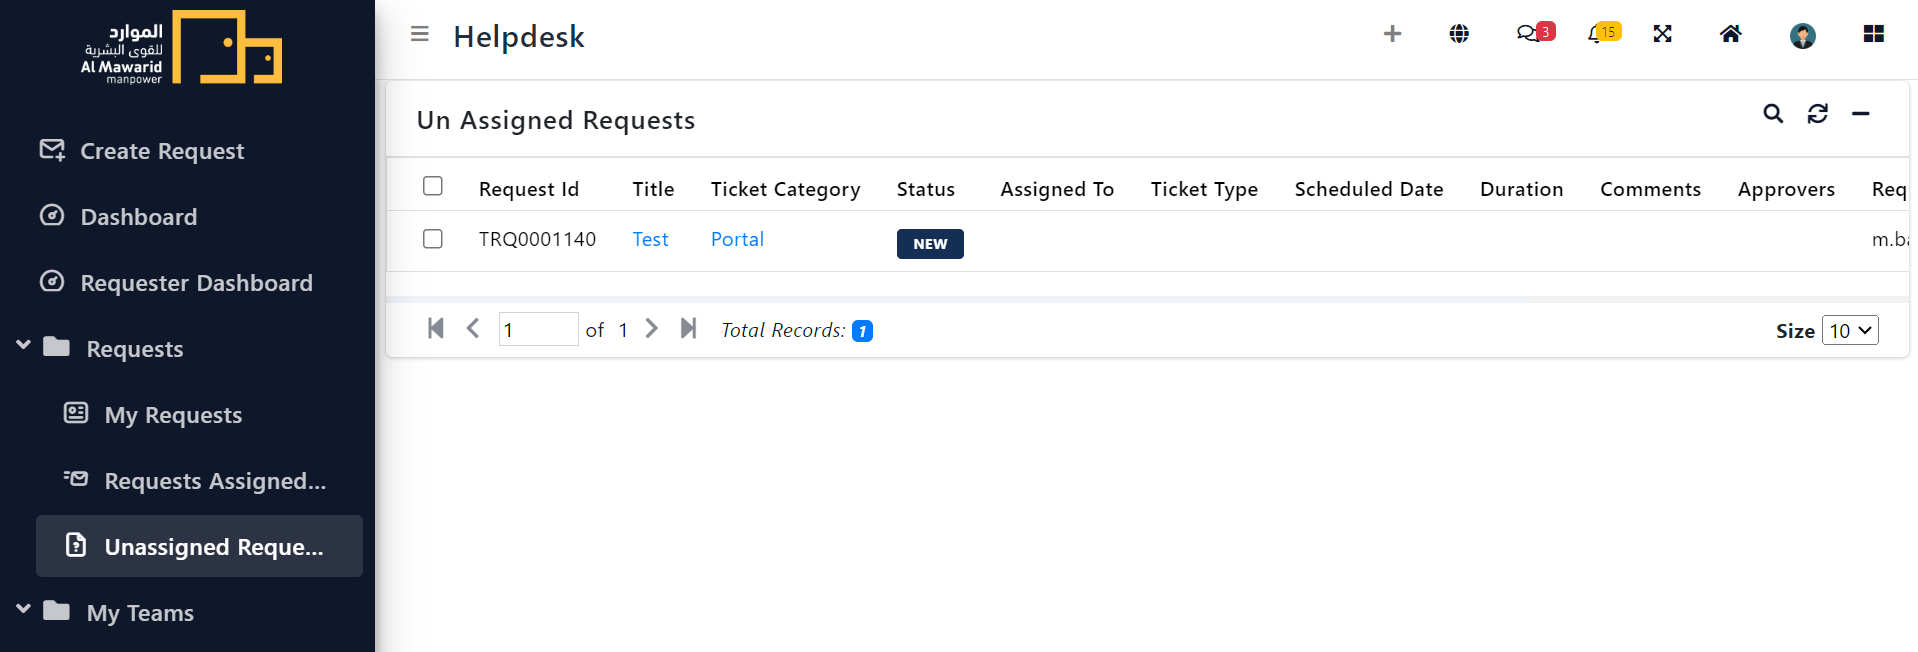 الموارد
للقوى البشرية
Al Mawarid
manpower
Create Request
Dashboard
Requester Dashboard
Requests
My Requests
Requests Assigned...
Unassigned Reque...
My Teams
Helpdesk
3
15
Un Assigned Requests
Request Id Title Ticket Category Status Assigned To Ticket Type Scheduled Date Duration Comments Approvers Req
TRQ0001140 Test Portal NEW m.ba
1 of 1 Total Records: 1 Size 10